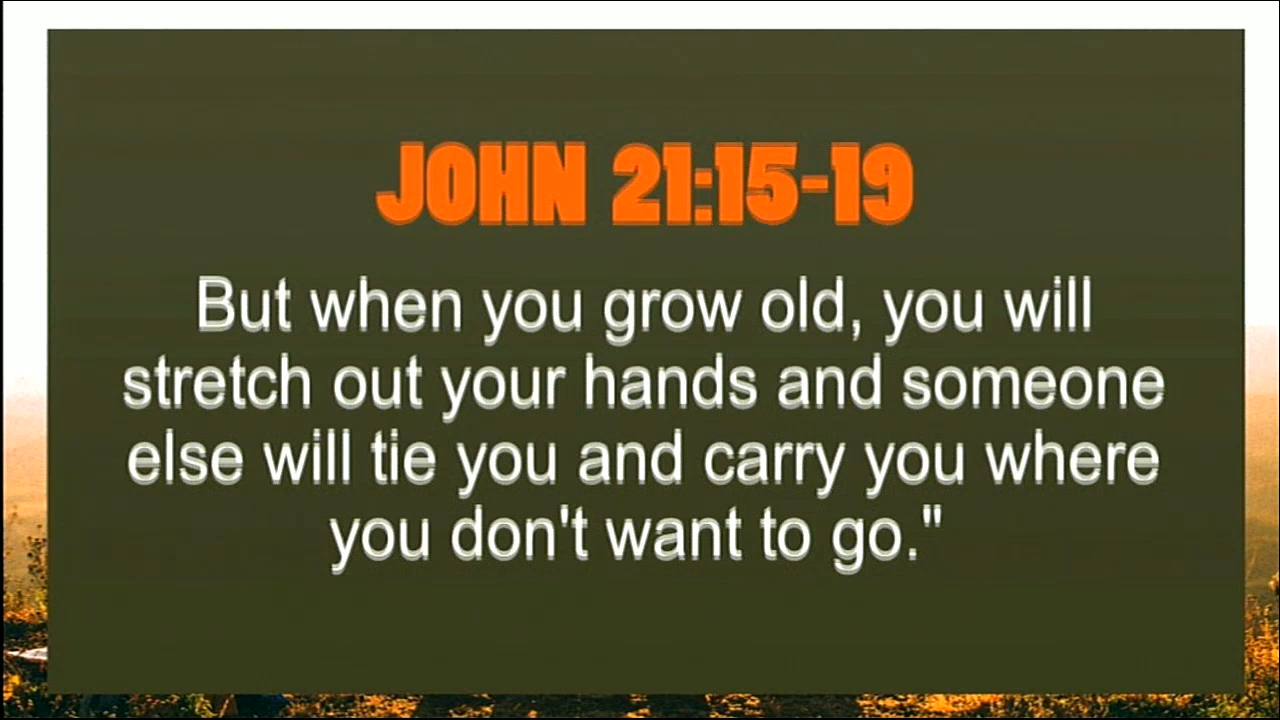 JOHN 21:15-19
But when you grow old, you will
stretch out your hands and someone
else will tie you and carry you where
you don't want to go."